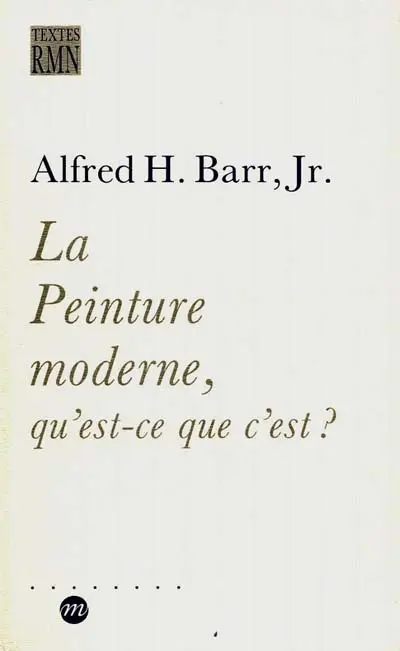 TEXTES
RMN
Alfred H. Barr, Jr.
La
Peinture
moderne,
qu'est-ce que c'est ?
. . . . . . . .
m